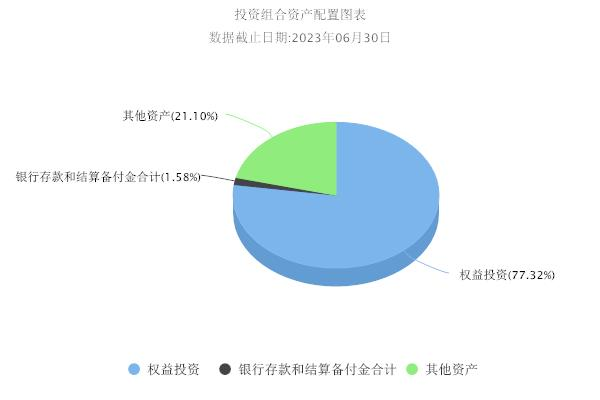 投资组合资产配置图表
数据截止日期:2023年06月30日
其他资产(21.10%)
银行存款和结算备付金合计(1.58%)
权益投资(77.32%)
权益投资 银行存款和结算备付金合计 其他资产